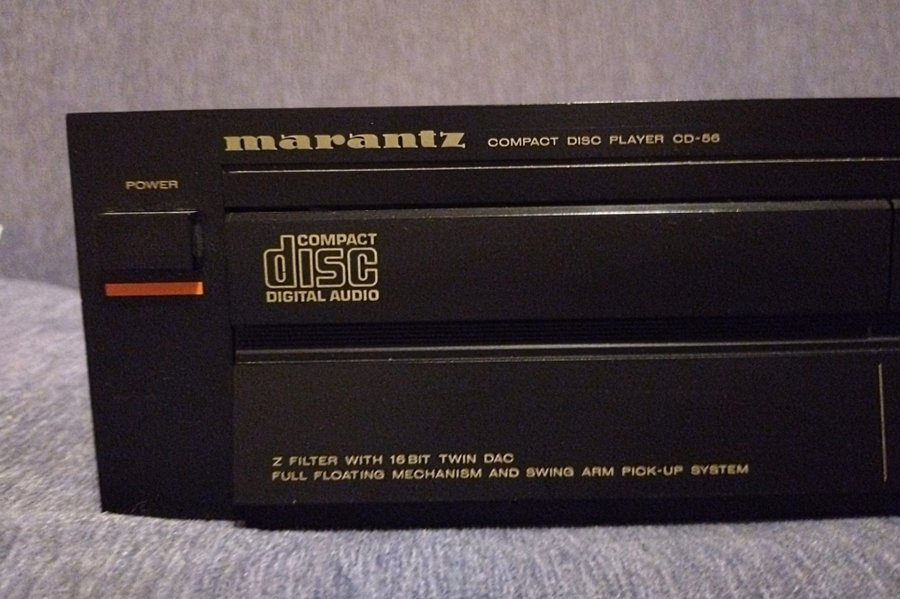 marantz COMPACT DISC PLAYER CD-56
POWER
COMPACT
disc
DIGITAL AUDIO
Z FILTER WITH 16 BIT TWIN DAC
FULL FLOATING MECHANISM AND SWING ARM PICK-UP SYSTEM